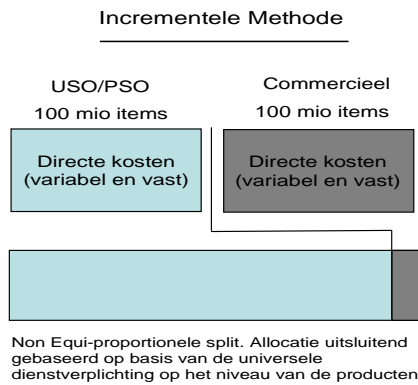 Incrementele Methode
USO/PSO
100 mio items
Commercieel
100 mio items
Directe kosten
(variabel en vast)
Directe kosten
(variabel en vast)
Non Equi-proportionele split. Allocatie uitsluitend
gebaseerd op basis van de universele
dienstverplichting op het niveau van de producten